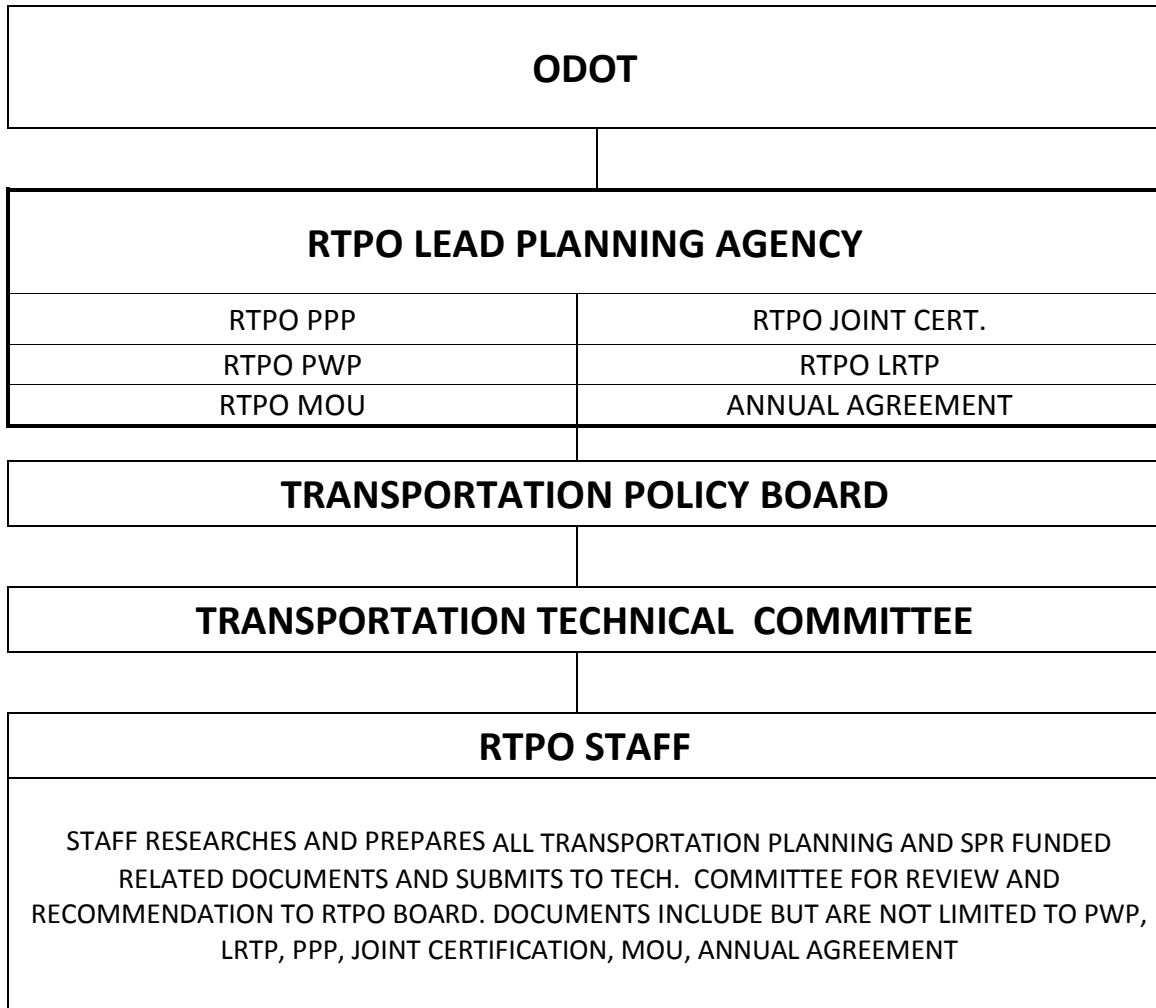 ODOT
RTPO LEAD PLANNING AGENCY
RTPO PPP
RTPO JOINT CERT.
RTPO PWP
RTPO LRTP
RTPO MOU
ANNUAL AGREEMENT
TRANSPORTATION POLICY BOARD
TRANSPORTATION TECHNICAL COMMITTEE
RTPO STAFF
STAFF RESEARCHES AND PREPARES ALL TRANSPORTATION PLANNING AND SPR FUNDED
RELATED DOCUMENTS AND SUBMITS TO TECH. COMMITTEE FOR REVIEW AND
RECOMMENDATION TO RTPO BOARD. DOCUMENTS INCLUDE BUT ARE NOT LIMITED TO PWP,
LRTP, PPP, JOINT CERTIFICATION, MOU, ANNUAL AGREEMENT